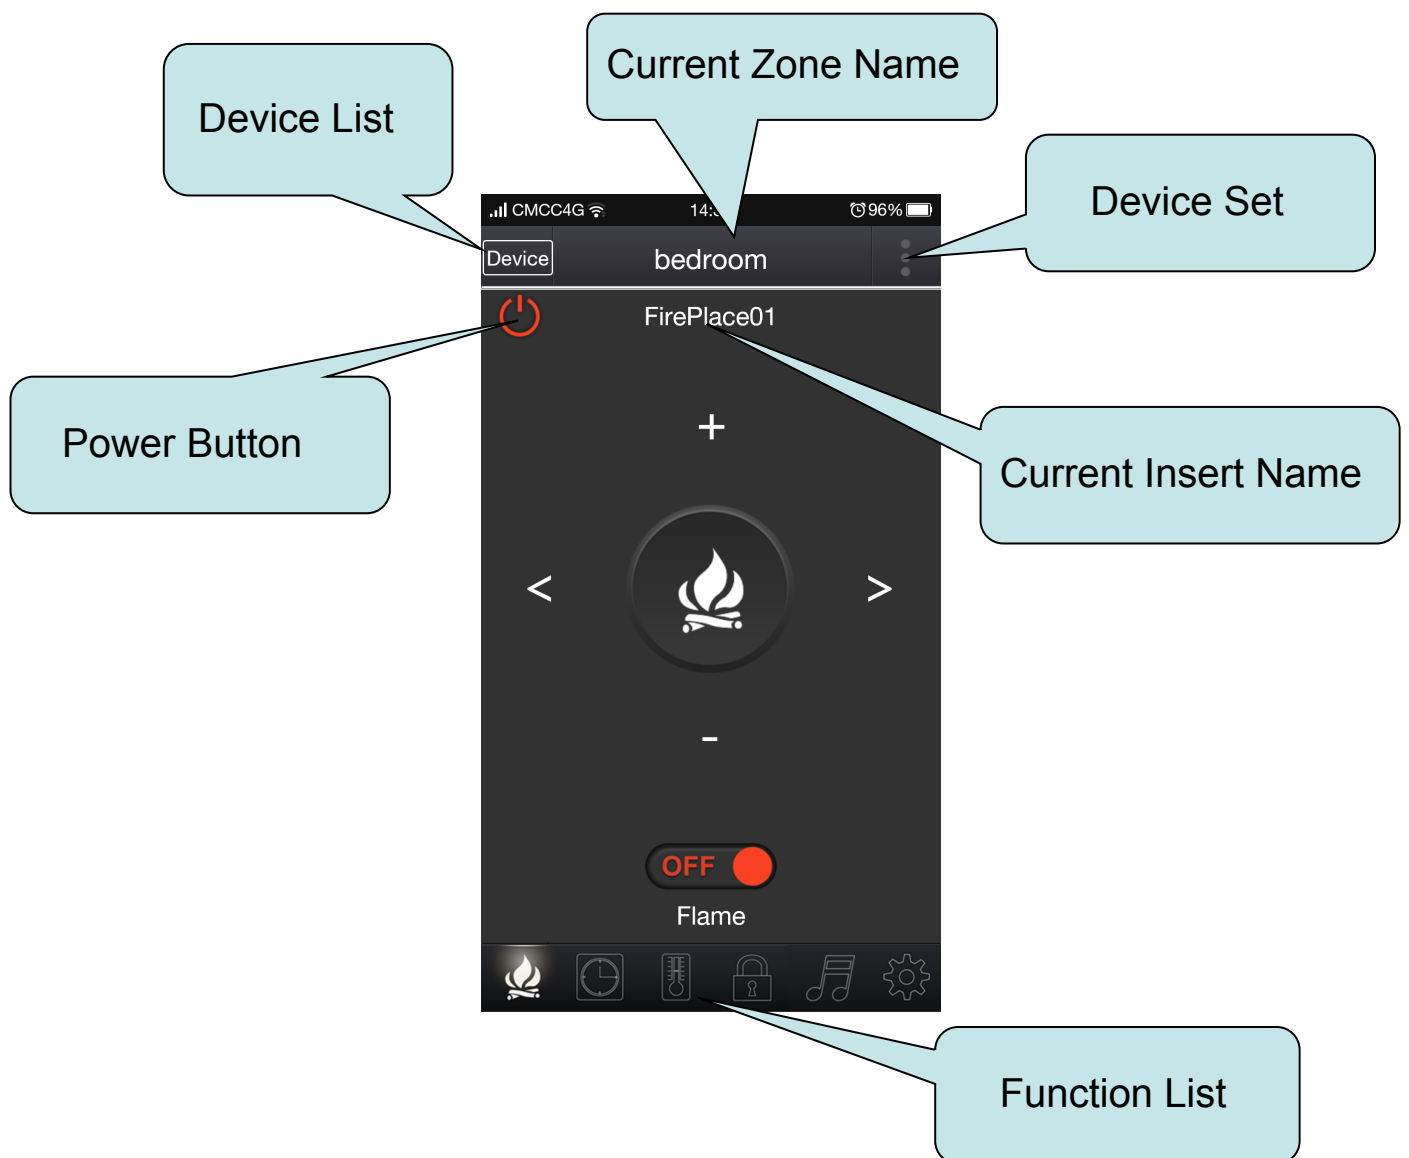 Current Zone Name
Device List
Device Set
CMCC4G 96%
Device bedroom
FirePlace01
Power Button
+
Current Insert Name
< >
-
OFF
Flame
Function List